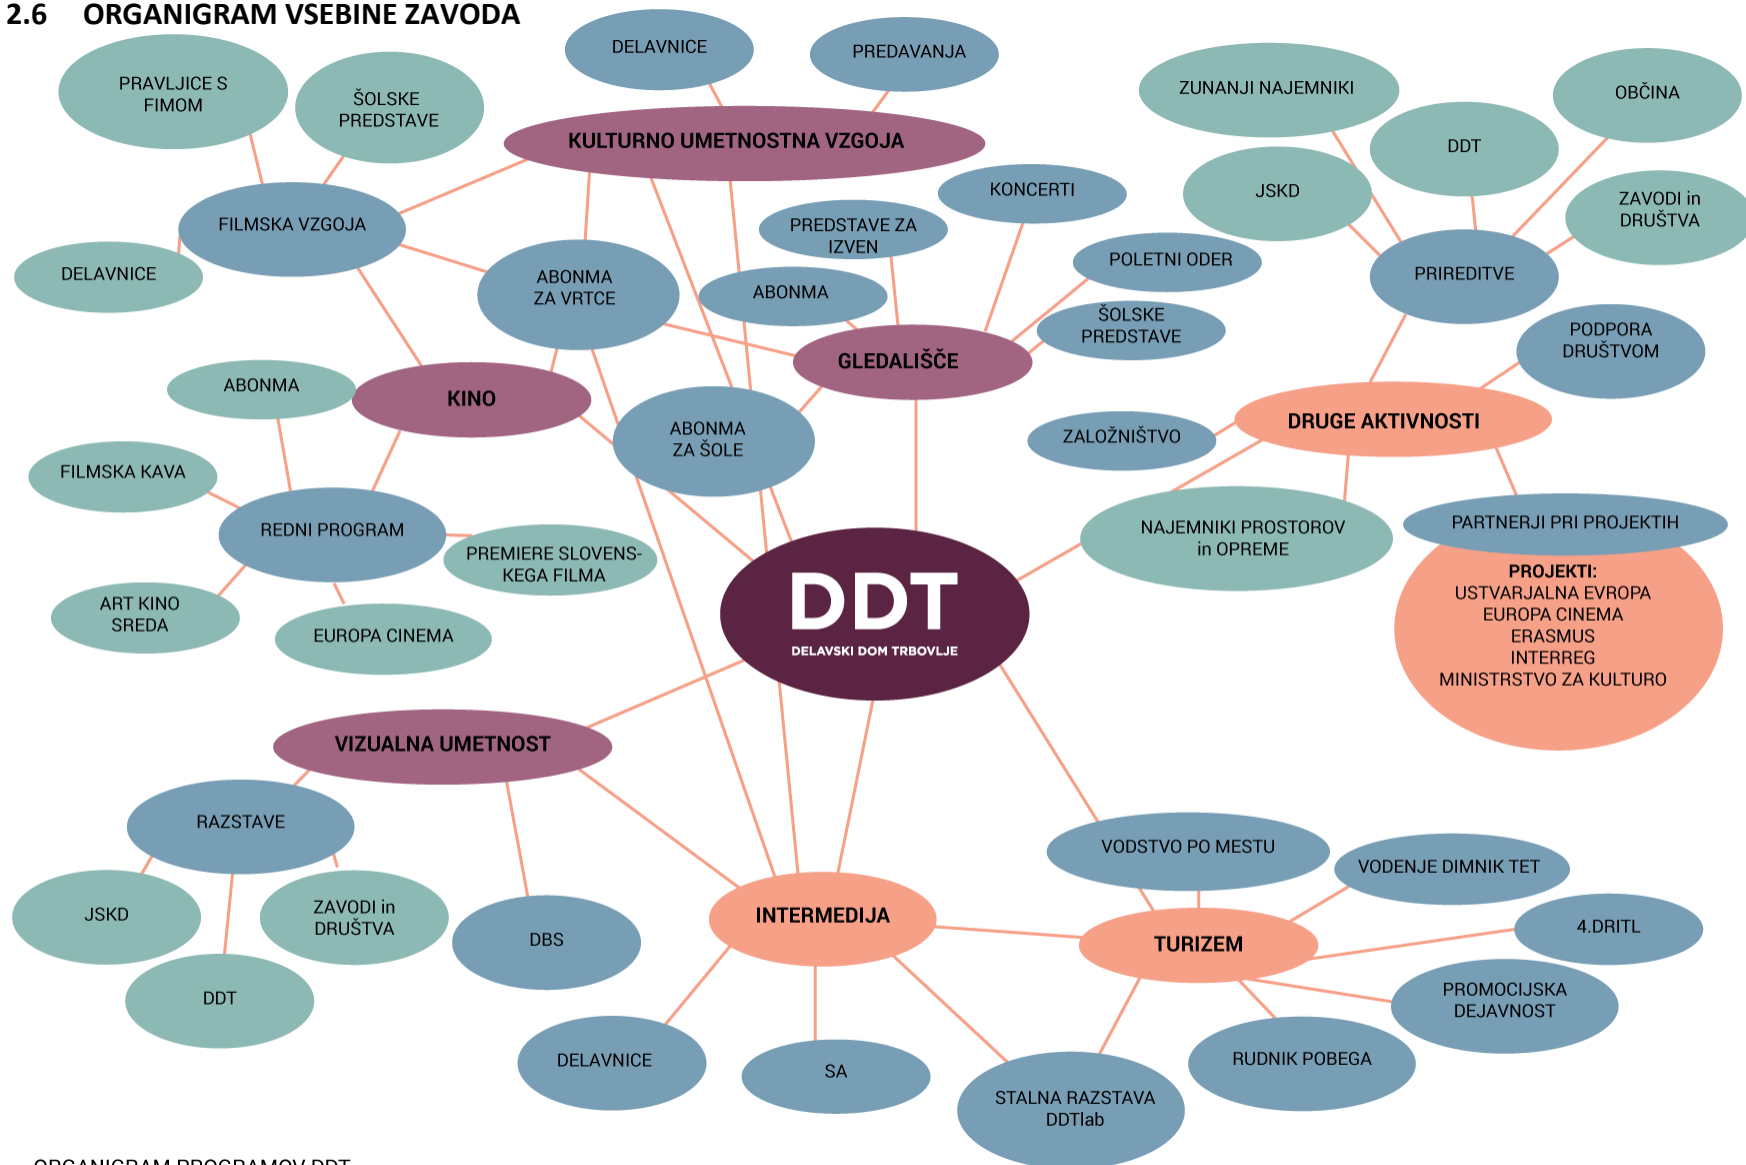 2.6 ORGANIGRAM VSEBINE ZAVODA
DELAVNICE
PREDAVANJA
PRAVLJICE S
FIMOM
ŠOLSKE
PREDSTAVE
ZUNANJI NAJEMNIKI
OBČINA
KULTURNO UMETNOSTNA VZGOJA
DDT
KONCERTI
JSKD
ZAVODI in
DRUŠTVA
FILMSKA VZGOJA
PREDSTAVE ZA
IZVEN
POLETNI ODER
DELAVNICE
ABONMA
ZA VRTCE
ABONMA
PRIREDITVE
ŠOLSKE
PREDSTAVE
PODPORA
DRUŠTVOM
GLEDALIŠČE
ABONMA
KINO
DRUGE AKTIVNOSTI
ABONMA
ZA ŠOLE
ZALOŽNIŠTVO
FILMSKA KAVA
REDNI PROGRAM
NAJEMNIKI PROSTOROV
in OPREME
PARTNERJI PRI PROJEKTIH
PREMIERE SLOVENS-
KEGA FILMA
PROJEKTI:
USTVARJALNA EVROPA
EUROPA CINEMA
ERASMUS
INTERREG
MINISTRSTVO ZA KULTURO
DDT
DELAVSKI DOM TRBOVLJE
ART KINO
SREDA
EUROPA CINEMA
VIZUALNA UMETNOST
RAZSTAVE
VODSTVO PO MESTU
VODENJE DIMNIK TET
JSKD
ZAVODI in
DRUŠTVA
DBS
INTERMEDIJA
TURIZEM
4.DRITL
DDT
PROMOCIJSKA
DEJAVNOST
DELAVNICE
SA
STALNA RAZSTAVA
DDTlab
RUDNIK POBEGA
ORGANIGRAM PROGRAMOV DDT